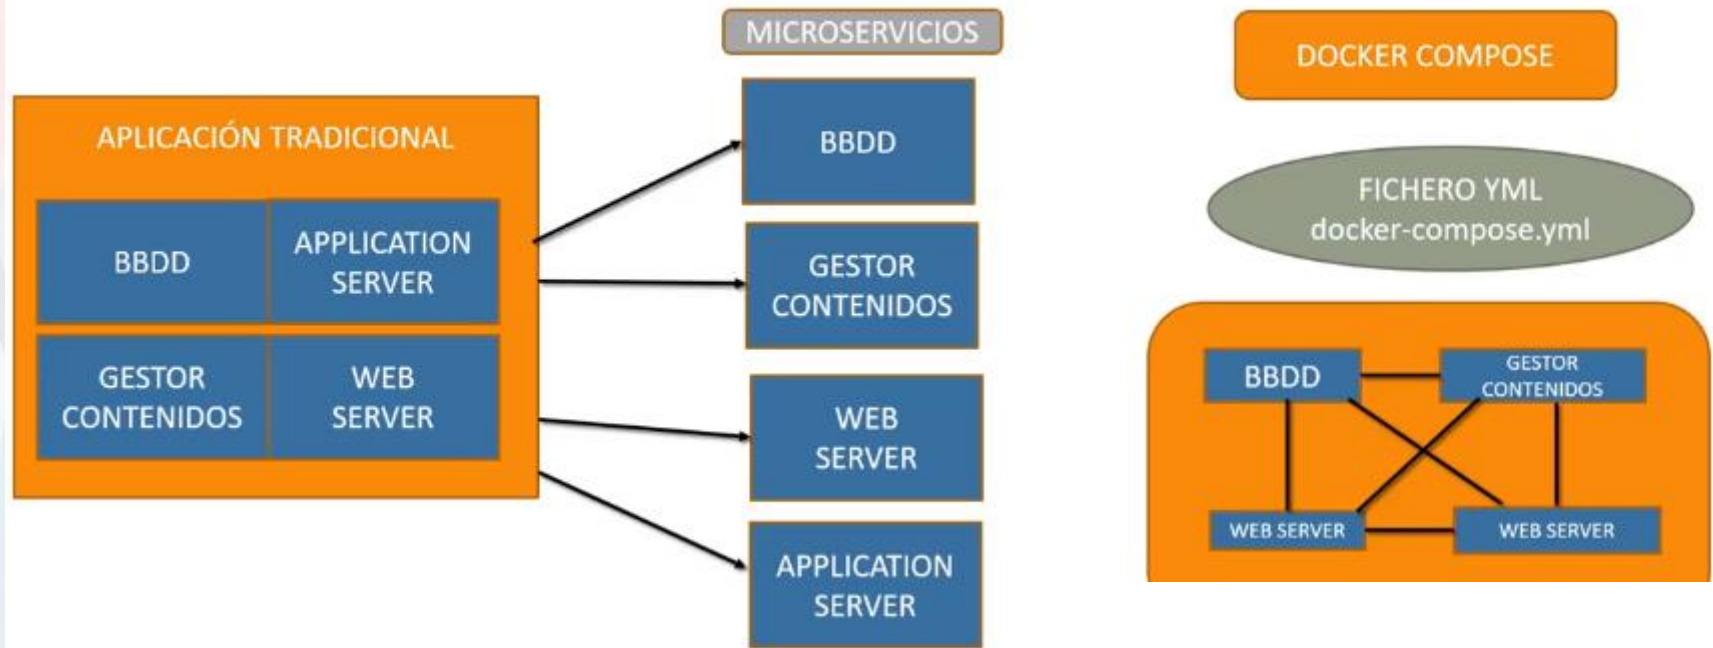 MICROSERVICIOS
APLICACIÓN TRADICIONAL
BBDD
APPLICATION
SERVER
GESTOR
CONTENIDOS
WEB
SERVER
BBDD
GESTOR
CONTENIDOS
WEB
SERVER
APPLICATION
SERVER
DOCKER COMPOSE
FICHERO YML
docker-compose.yml
BBDD
GESTOR
CONTENIDOS
WEB SERVER
WEB SERVER